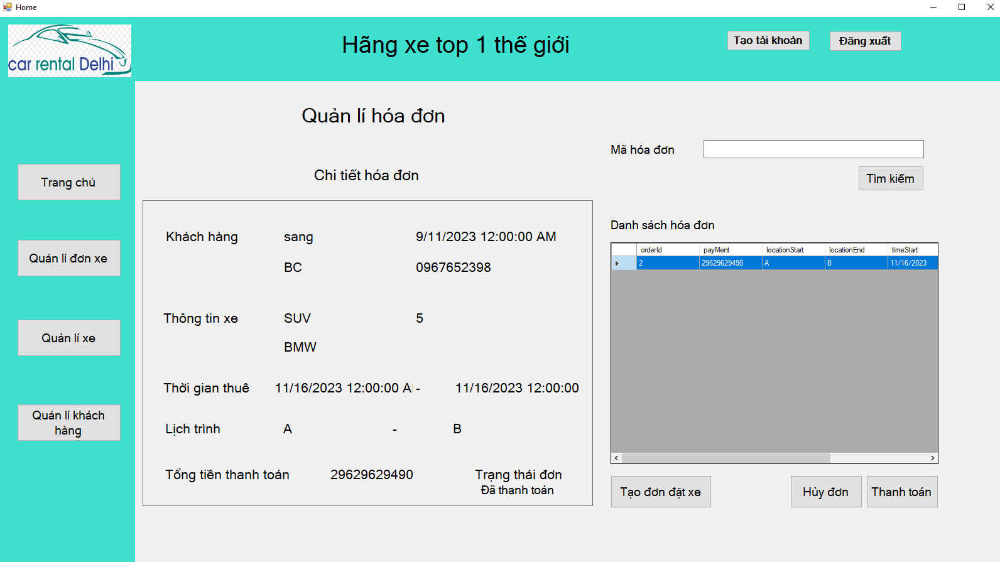 Home
car rental Delhi
Hãng xe top 1 thế giới
Tạo tài khoản
Đăng xuất
Trang chủ
Quản lí đơn xe
Quản lí xe
Quản lí khách
hàng
Quản lí hóa đơn
Chi tiết hóa đơn
Khách hàng sang 9/11/2023 12:00:00 AM
BC 0967652398
Thông tin xe SUV 5
BMW
Thời gian thuê 11/16/2023 12:00:00 A - 11/16/2023 12:00:00
Lịch trình A - B
Tổng tiền thanh toán 29629629490 Trạng thái đơn
Đã thanh toán
Mã hóa đơn
Tìm kiếm
Danh sách hóa đơn
orderId payMent locationStart locationEnd timeStart
2 29629629490 A B 11/16/2023
Tạo đơn đặt xe
Hủy đơn
Thanh toán